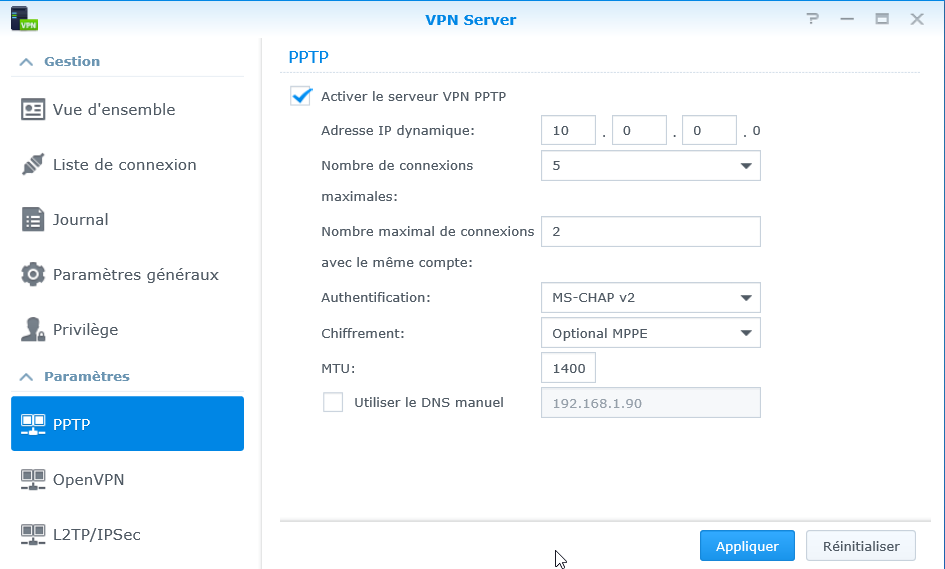 VPN
VPN Server
Gestion
Vue d'ensemble
Liste de connexion
Journal
Paramètres généraux
Privilège
Paramètres
PPTP
OpenVPN
L2TP/IPSec
PPTP
Activer le serveur VPN PPTP
Adresse IP dynamique: 10 . 0 . 0 . 0
Nombre de connexions 5
maximales:
Nombre maximal de connexions 2
avec le même compte:
Authentification: MS-CHAP v2
Chiffrement: Optional MPPE
MTU: 1400
Utiliser le DNS manuel 192.168.1.90
Appliquer Réinitialiser